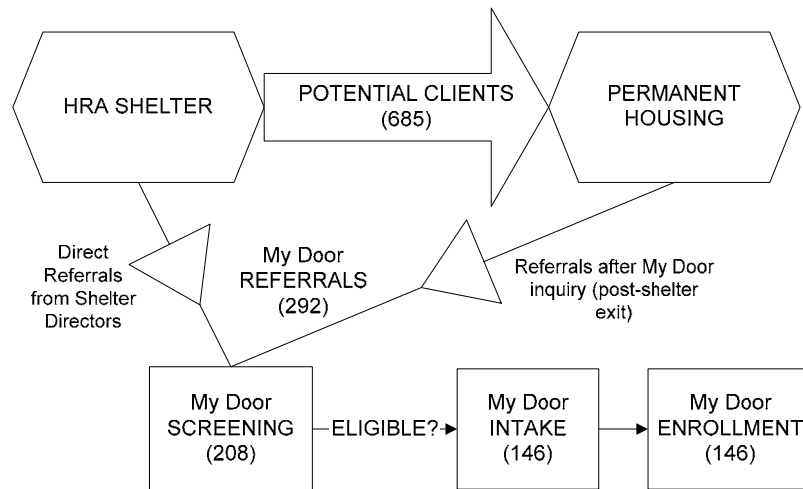 HRA SHELTER
POTENTIAL CLIENTS
(685)
PERMANENT
HOUSING
Direct
Referrals
from Shelter
Directors
My Door
REFERRALS
(292)
Referrals after My Door
inquiry (post-shelter
exit)
My Door
SCREENING
(208)
ELIGIBLE?
My Door
INTAKE
(146)
My Door
ENROLLMENT
(146)